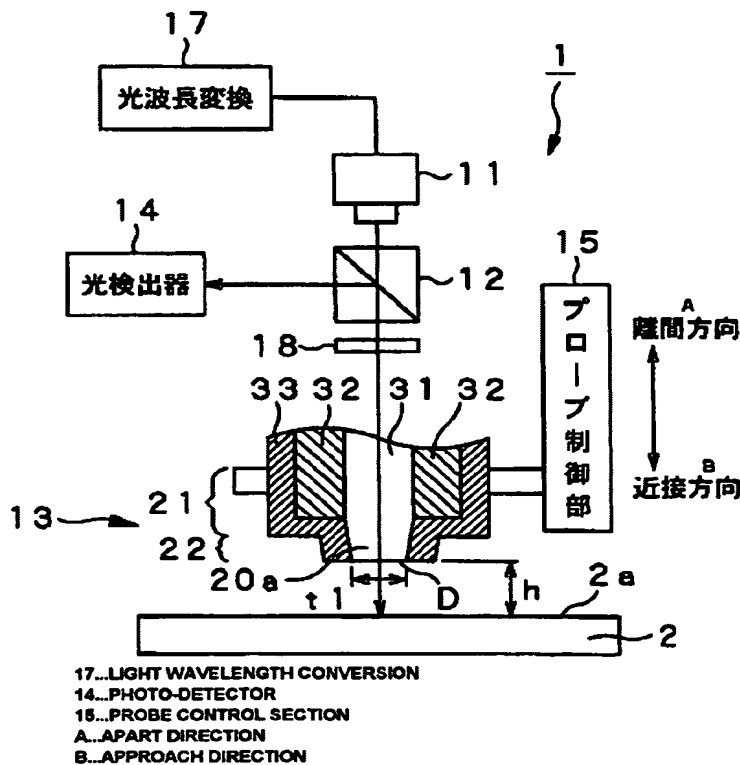 17
光波長変換
1
11
14
光検出器
12
15
プローブ制御部
A
離間方向
18
33
32
31
32
B
近接方向
21
13
22
20a
t1
D
h
2a
2
17...LIGHT WAVELENGTH CONVERSION
14...PHOTO-DETECTOR
15...PROBE CONTROL SECTION
A...APART DIRECTION
B...APPROACH DIRECTION